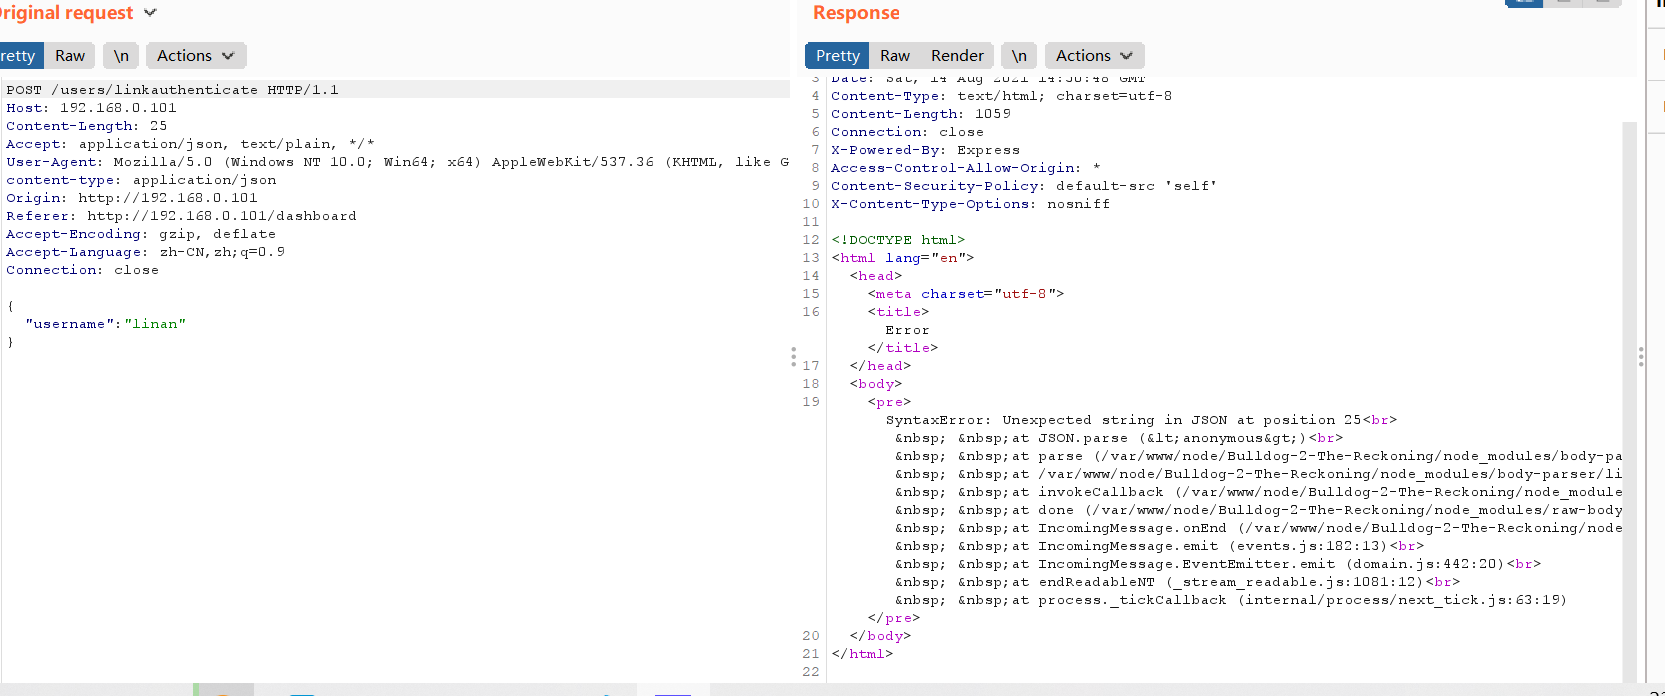 riginal request
retty Raw \n Actions
POST /users/linkauthenticate HTTP/1.1
Host: 192.168.0.101
Content-Length: 25
Accept: application/json, text/plain, */*
User-Agent: Mozilla/5.0 (Windows NT 10.0; Win64; x64) AppleWebKit/537.36 (KHTML, like G
content-type: application/json
Origin: http://192.168.0.101
Referer: http://192.168.0.101/dashboard
Accept-Encoding: gzip, deflate
Accept-Language: zh-CN,zh;q=0.9
Connection: close
{
"username":"linan"
}
Response
Pretty Raw Render \n Actions
3 Date: Sat, 14 Aug 2021 14:30:48 GMT
4 Content-Type: text/html; charset=utf-8
5 Content-Length: 1059
6 Connection: close
7 X-Powered-By: Express
8 Access-Control-Allow-Origin: *
9 Content-Security-Policy: default-src 'self'
10 X-Content-Type-Options: nosniff
11
12 <!DOCTYPE html>
13 <html lang="en">
14 <head>
15 <meta charset="utf-8">
16 <title>
Error
</title>
17 </head>
18 <body>
19 <pre>
SyntaxError: Unexpected string in JSON at position 25<br>
&nbsp; &nbsp;at JSON.parse (&lt;anonymous&gt;)<br>
&nbsp; &nbsp;at parse (/var/www/node/Bulldog-2-The-Reckoning/node_modules/body-pa
&nbsp; &nbsp;at /var/www/node/Bulldog-2-The-Reckoning/node_modules/body-parser/li
&nbsp; &nbsp;at invokeCallback (/var/www/node/Bulldog-2-The-Reckoning/node_module
&nbsp; &nbsp;at done (/var/www/node/Bulldog-2-The-Reckoning/node_modules/raw-body
&nbsp; &nbsp;at IncomingMessage.onEnd (/var/www/node/Bulldog-2-The-Reckoning/node
&nbsp; &nbsp;at IncomingMessage.emit (events.js:182:13)<br>
&nbsp; &nbsp;at IncomingMessage.EventEmitter.emit (domain.js:442:20)<br>
&nbsp; &nbsp;at endReadableNT (_stream_readable.js:1081:12)<br>
&nbsp; &nbsp;at process._tickCallback (internal/process/next_tick.js:63:19)
</pre>
20 </body>
21 </html>
22